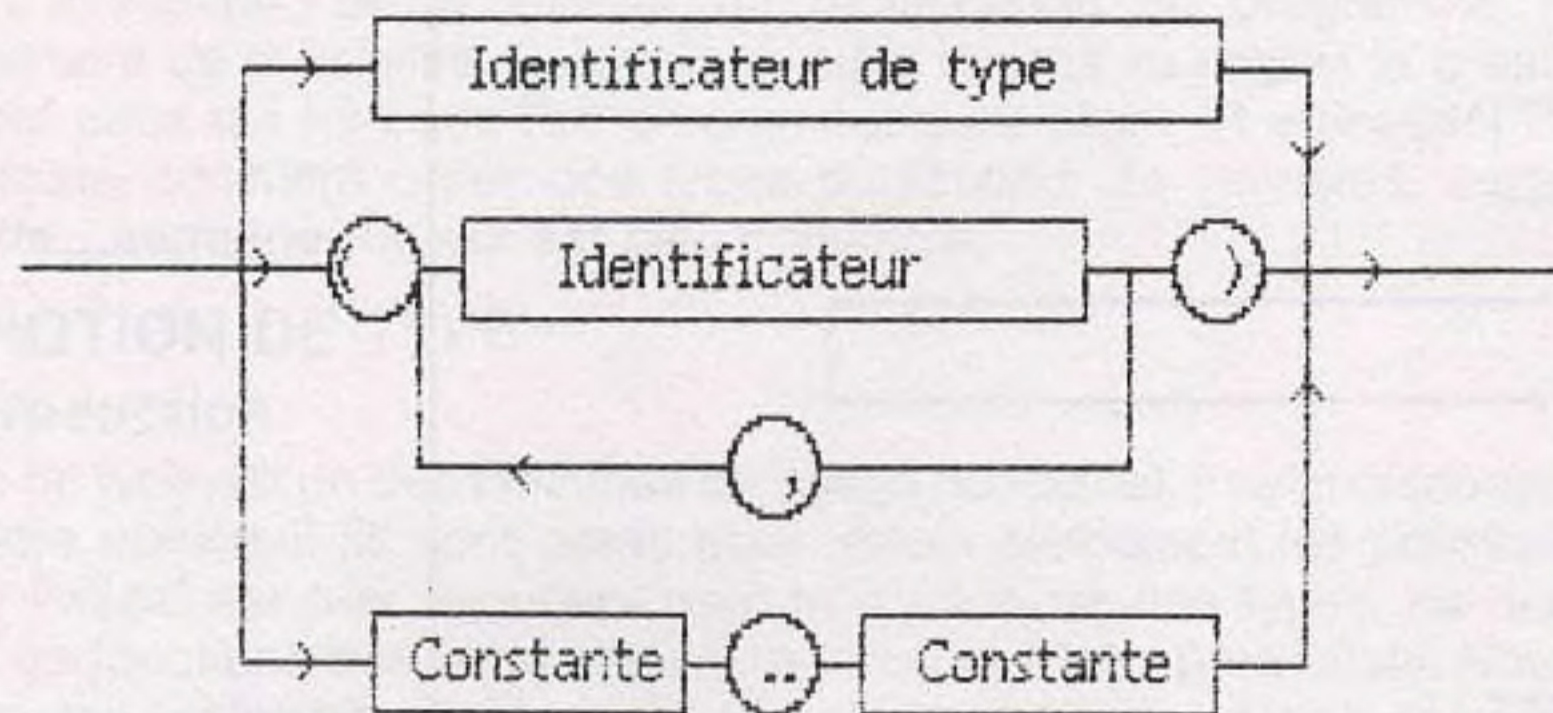 Identificateur de type
( Identificateur )
,
Constante .. Constante